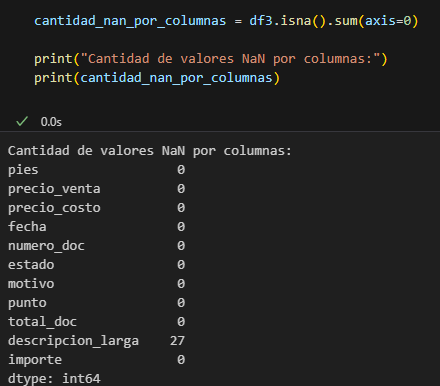 cantidad_nan_por_columnas = df3.isna().sum(axis=0)
print("Cantidad de valores NaN por columnas:")
print(cantidad_nan_por_columnas)
✓ 0.0s
Cantidad de valores NaN por columnas:
pies 0
precio_venta 0
precio_costo 0
fecha 0
numero_doc 0
estado 0
motivo 0
punto 0
total_doc 0
descripcion_larga 27
importe 0
dtype: int64